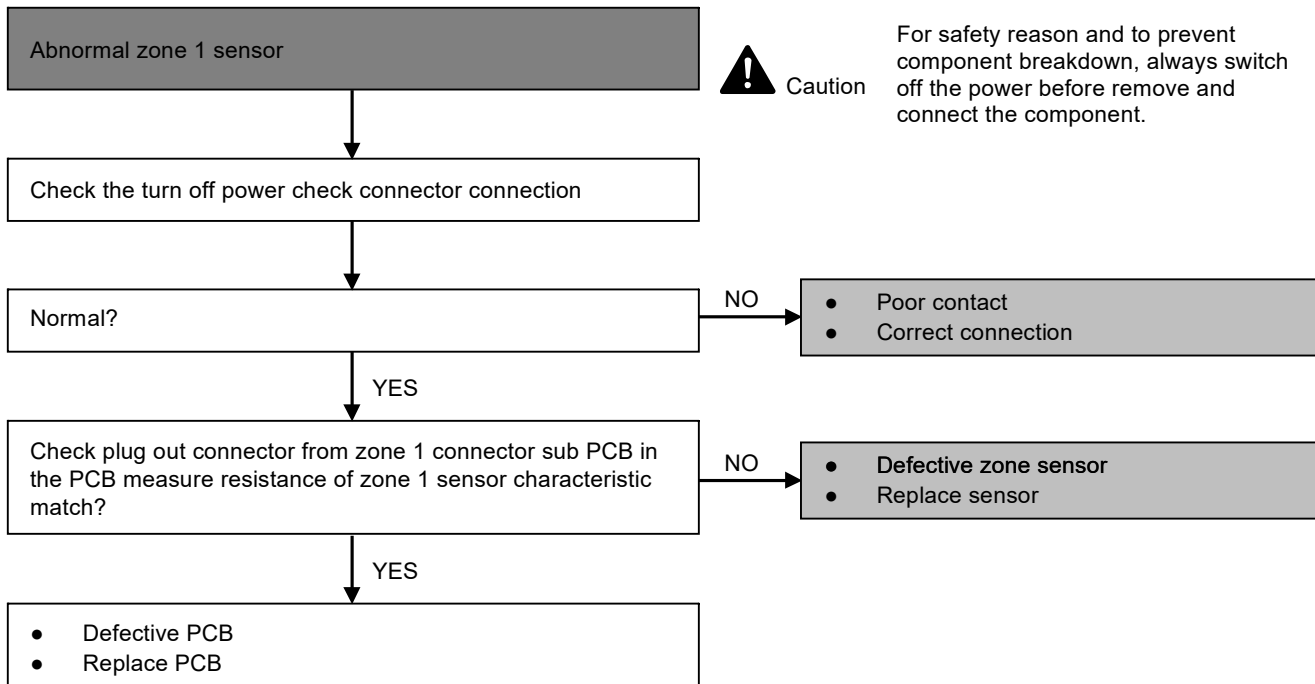 Abnormal zone 1 sensor
Caution
For safety reason and to prevent
component breakdown, always switch
off the power before remove and
connect the component.
Check the turn off power check connector connection
Normal?
NO
● Poor contact
● Correct connection
YES
Check plug out connector from zone 1 connector sub PCB in
the PCB measure resistance of zone 1 sensor characteristic
match?
NO
● Defective zone sensor
● Replace sensor
YES
● Defective PCB
● Replace PCB